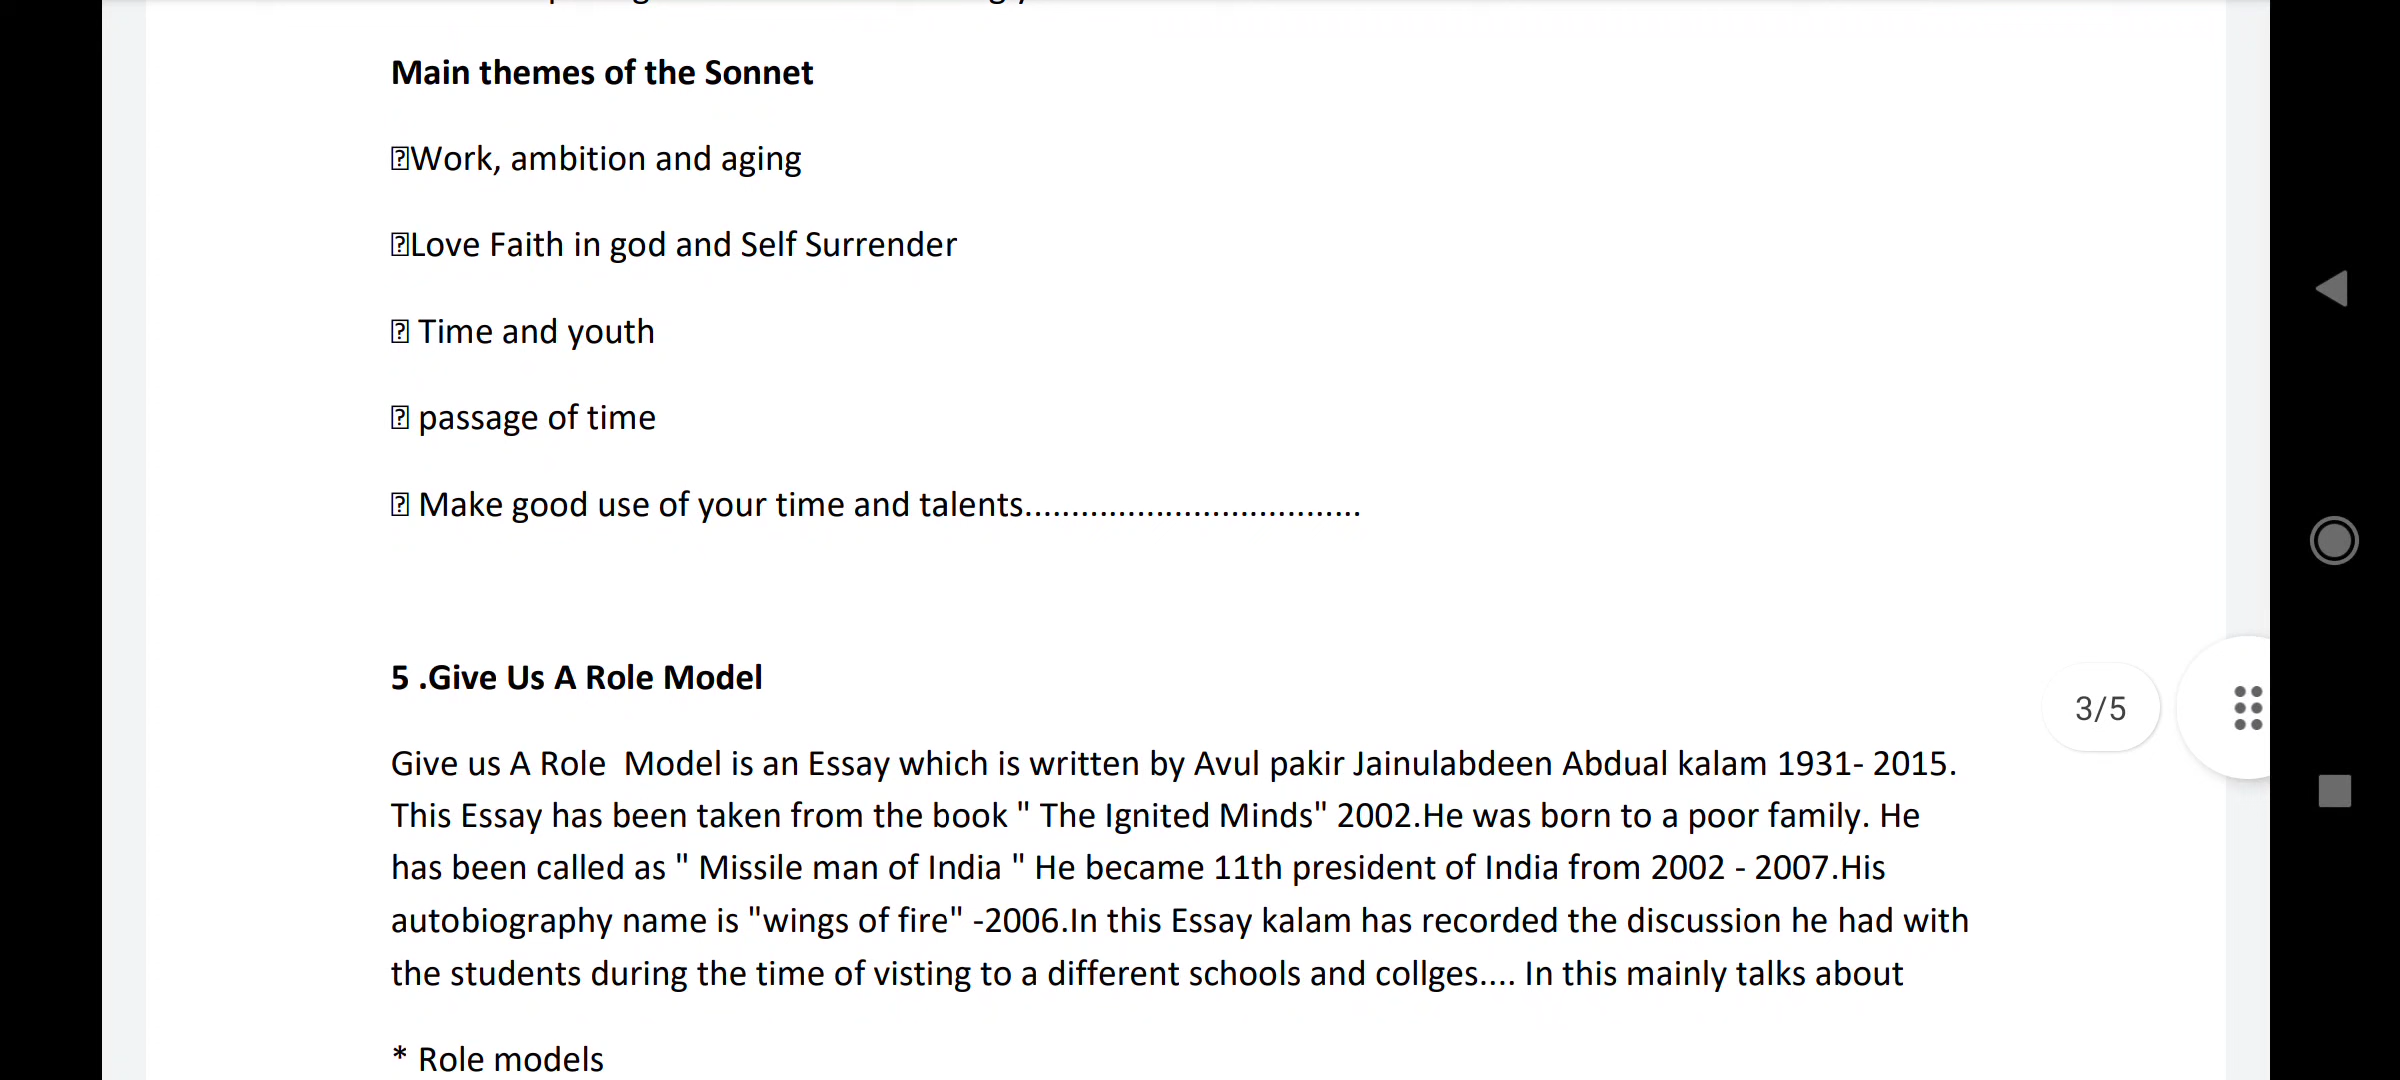 Main themes of the Sonnet
Work, ambition and aging
Love Faith in god and Self Surrender
Time and youth
passage of time
Make good use of your time and talents....................................
5 .Give Us A Role Model
3/5
Give us A Role  Model is an Essay which is written by Avul pakir Jainulabdeen Abdual kalam 1931- 2015.
This Essay has been taken from the book " The Ignited Minds" 2002.He was born to a poor family. He
has been called as " Missile man of India " He became 11th president of India from 2002 - 2007.His
autobiography name is "wings of fire" -2006.In this Essay kalam has recorded the discussion he had with
the students during the time of visting to a different schools and collges.... In this mainly talks about
* Role models